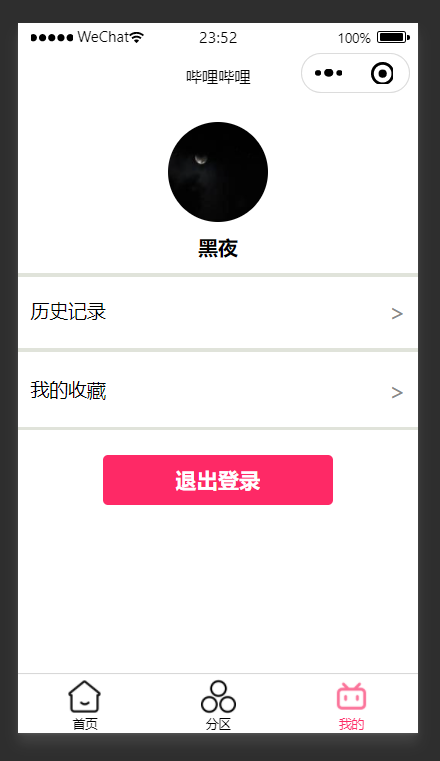 WeChat 23:52 100%
哔哩哔哩
黑夜
历史记录 >
我的收藏 >
退出登录
首页 分区 我的